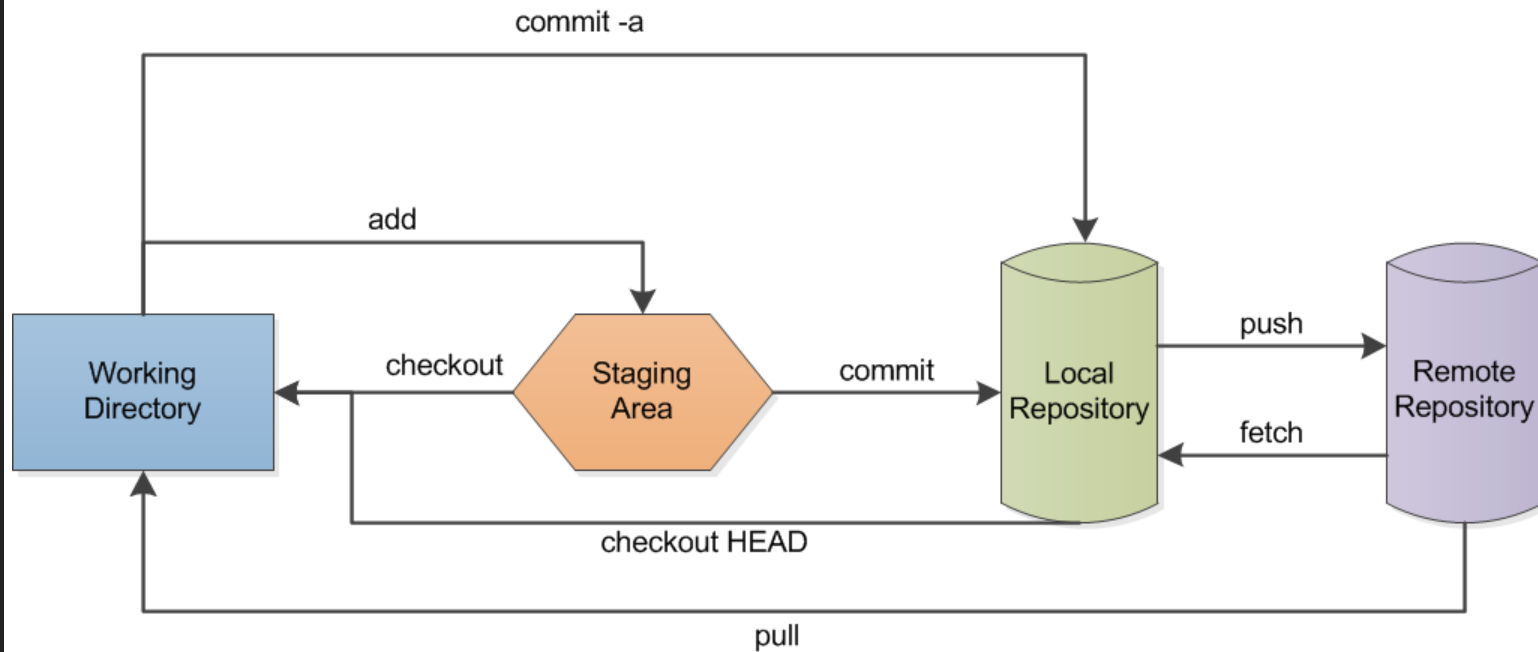 commit -a
add
checkout
commit
push
fetch
Working
Directory
Staging
Area
Local
Repository
Remote
Repository
checkout HEAD
pull